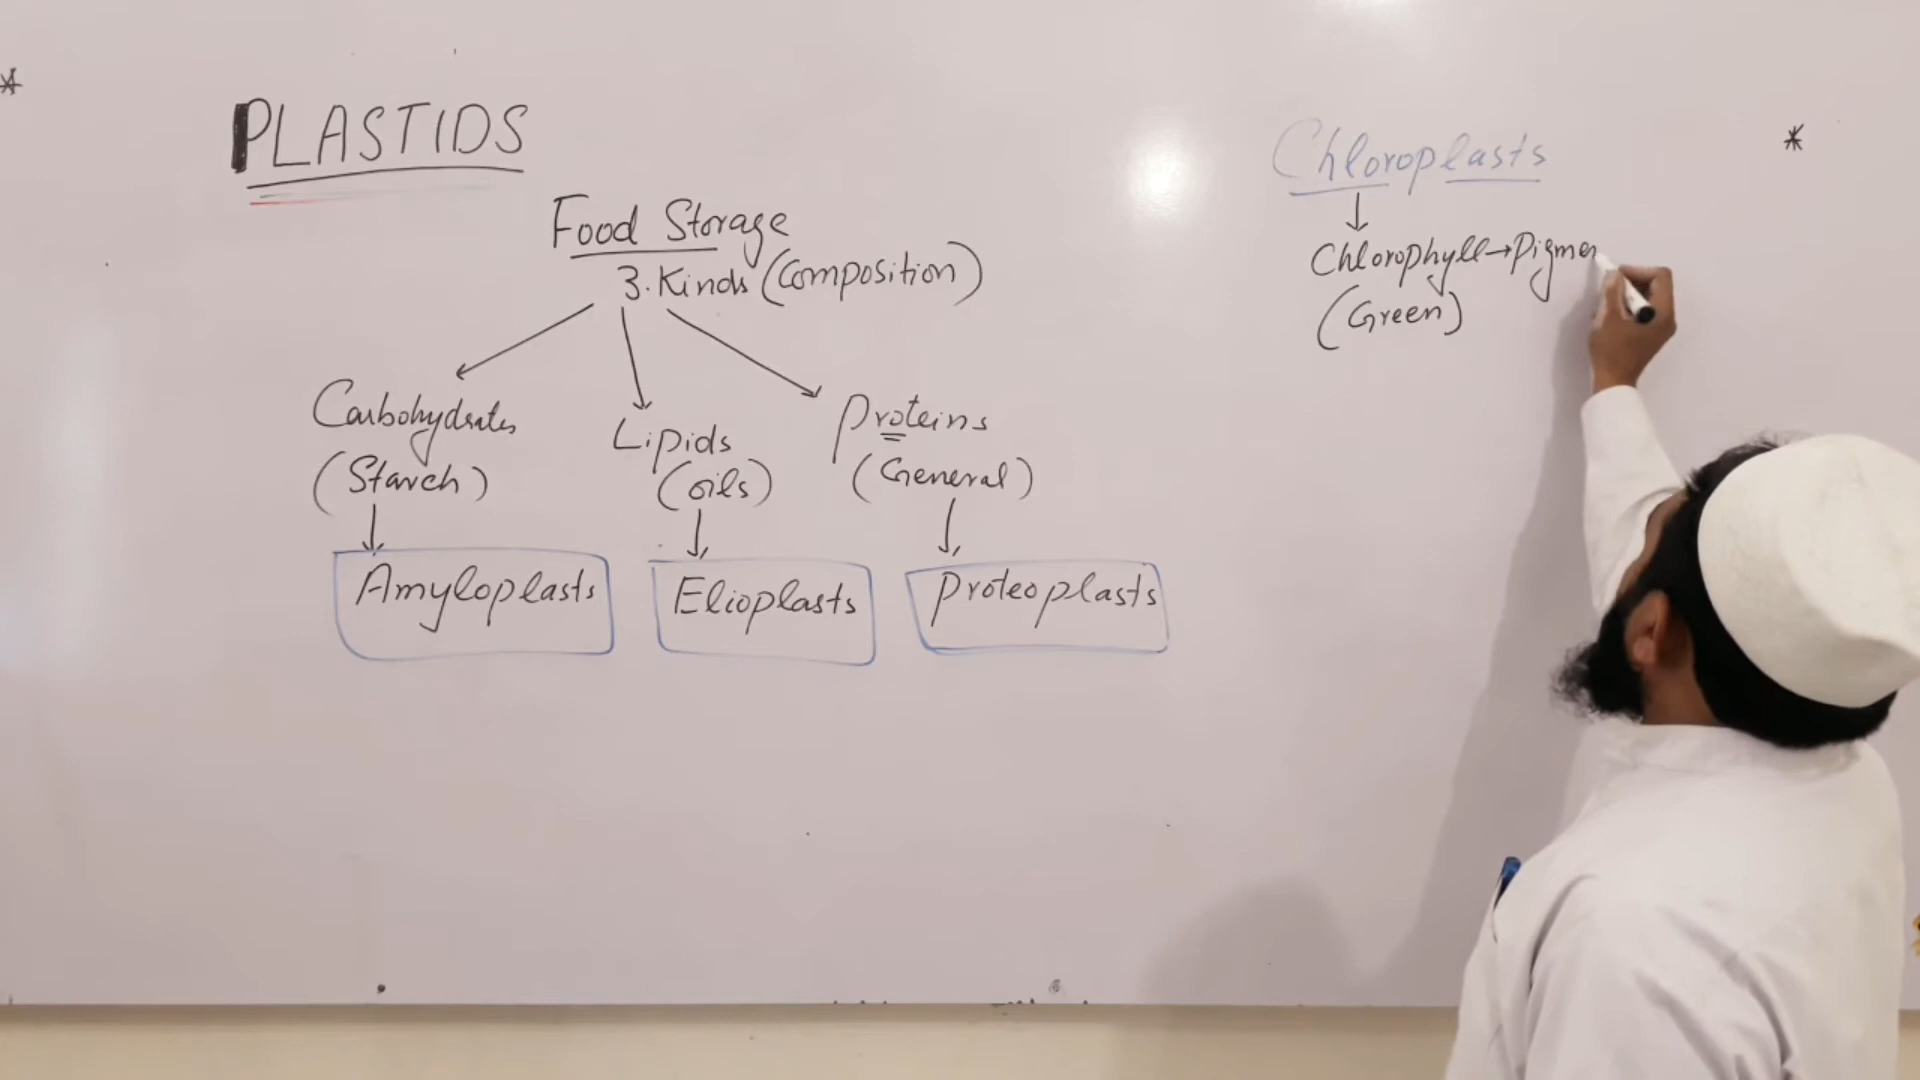 PLASTIDS
Food Storage
3. Kinds (Composition)
Carbohydrates
(Starch)
Lipids
(oils)
Proteins
(General)
Amyloplasts
Elioplasts
Proteoplasts
Chloroplasts
Chlorophyll→Pigmen
(Green)